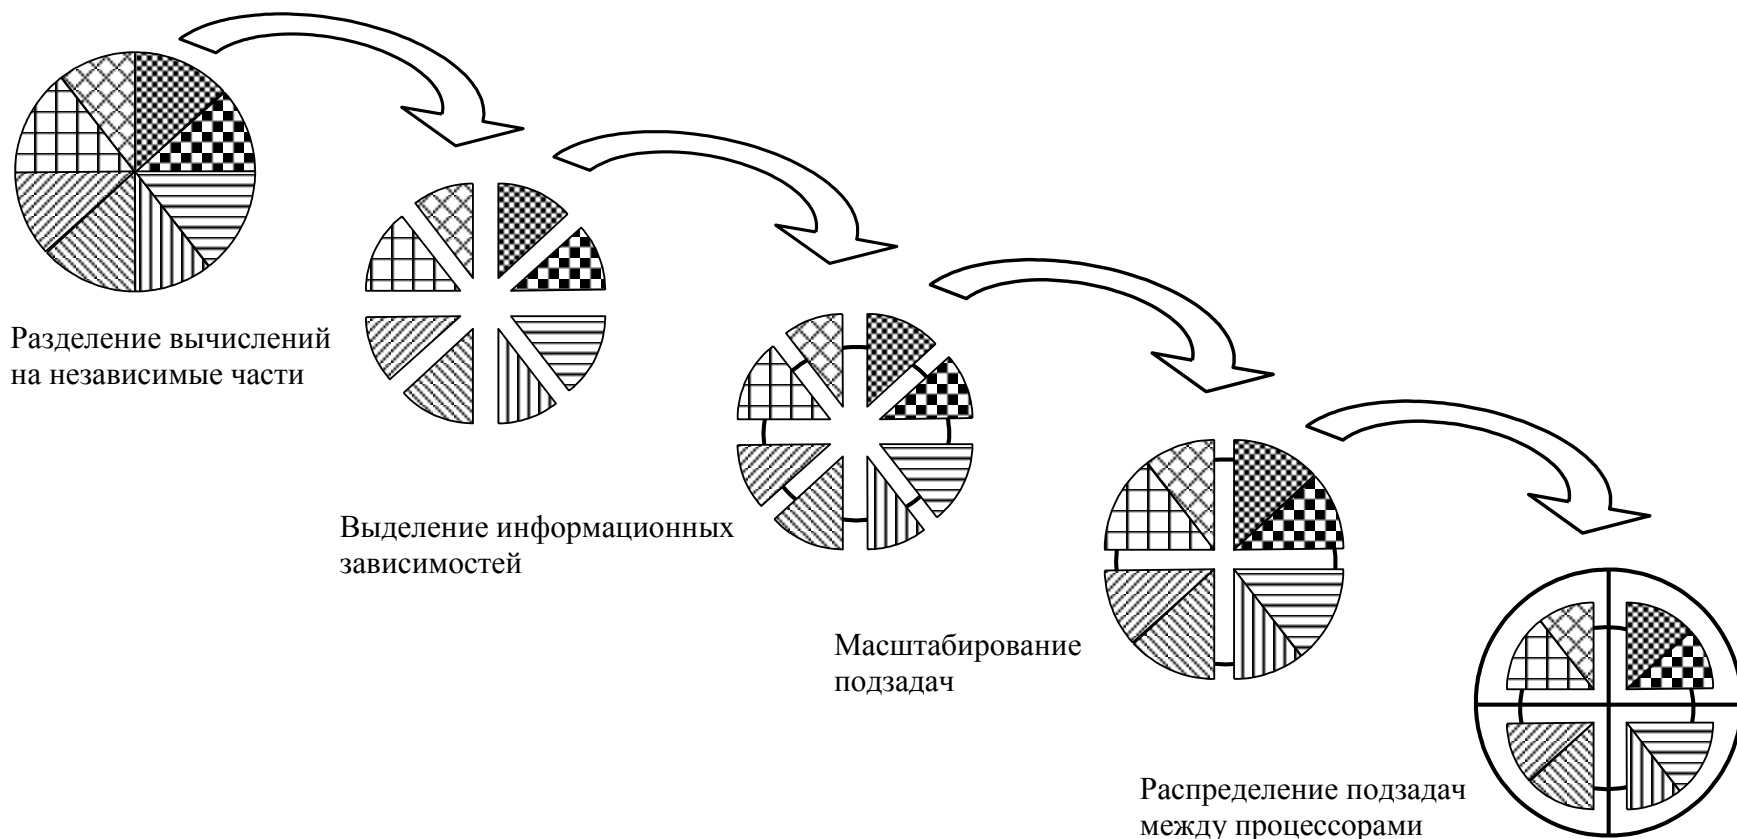 Разделение вычислений
на независимые части
Выделение информационных
зависимостей
Масштабирование
подзадач
Распределение подзадач
между процессорами